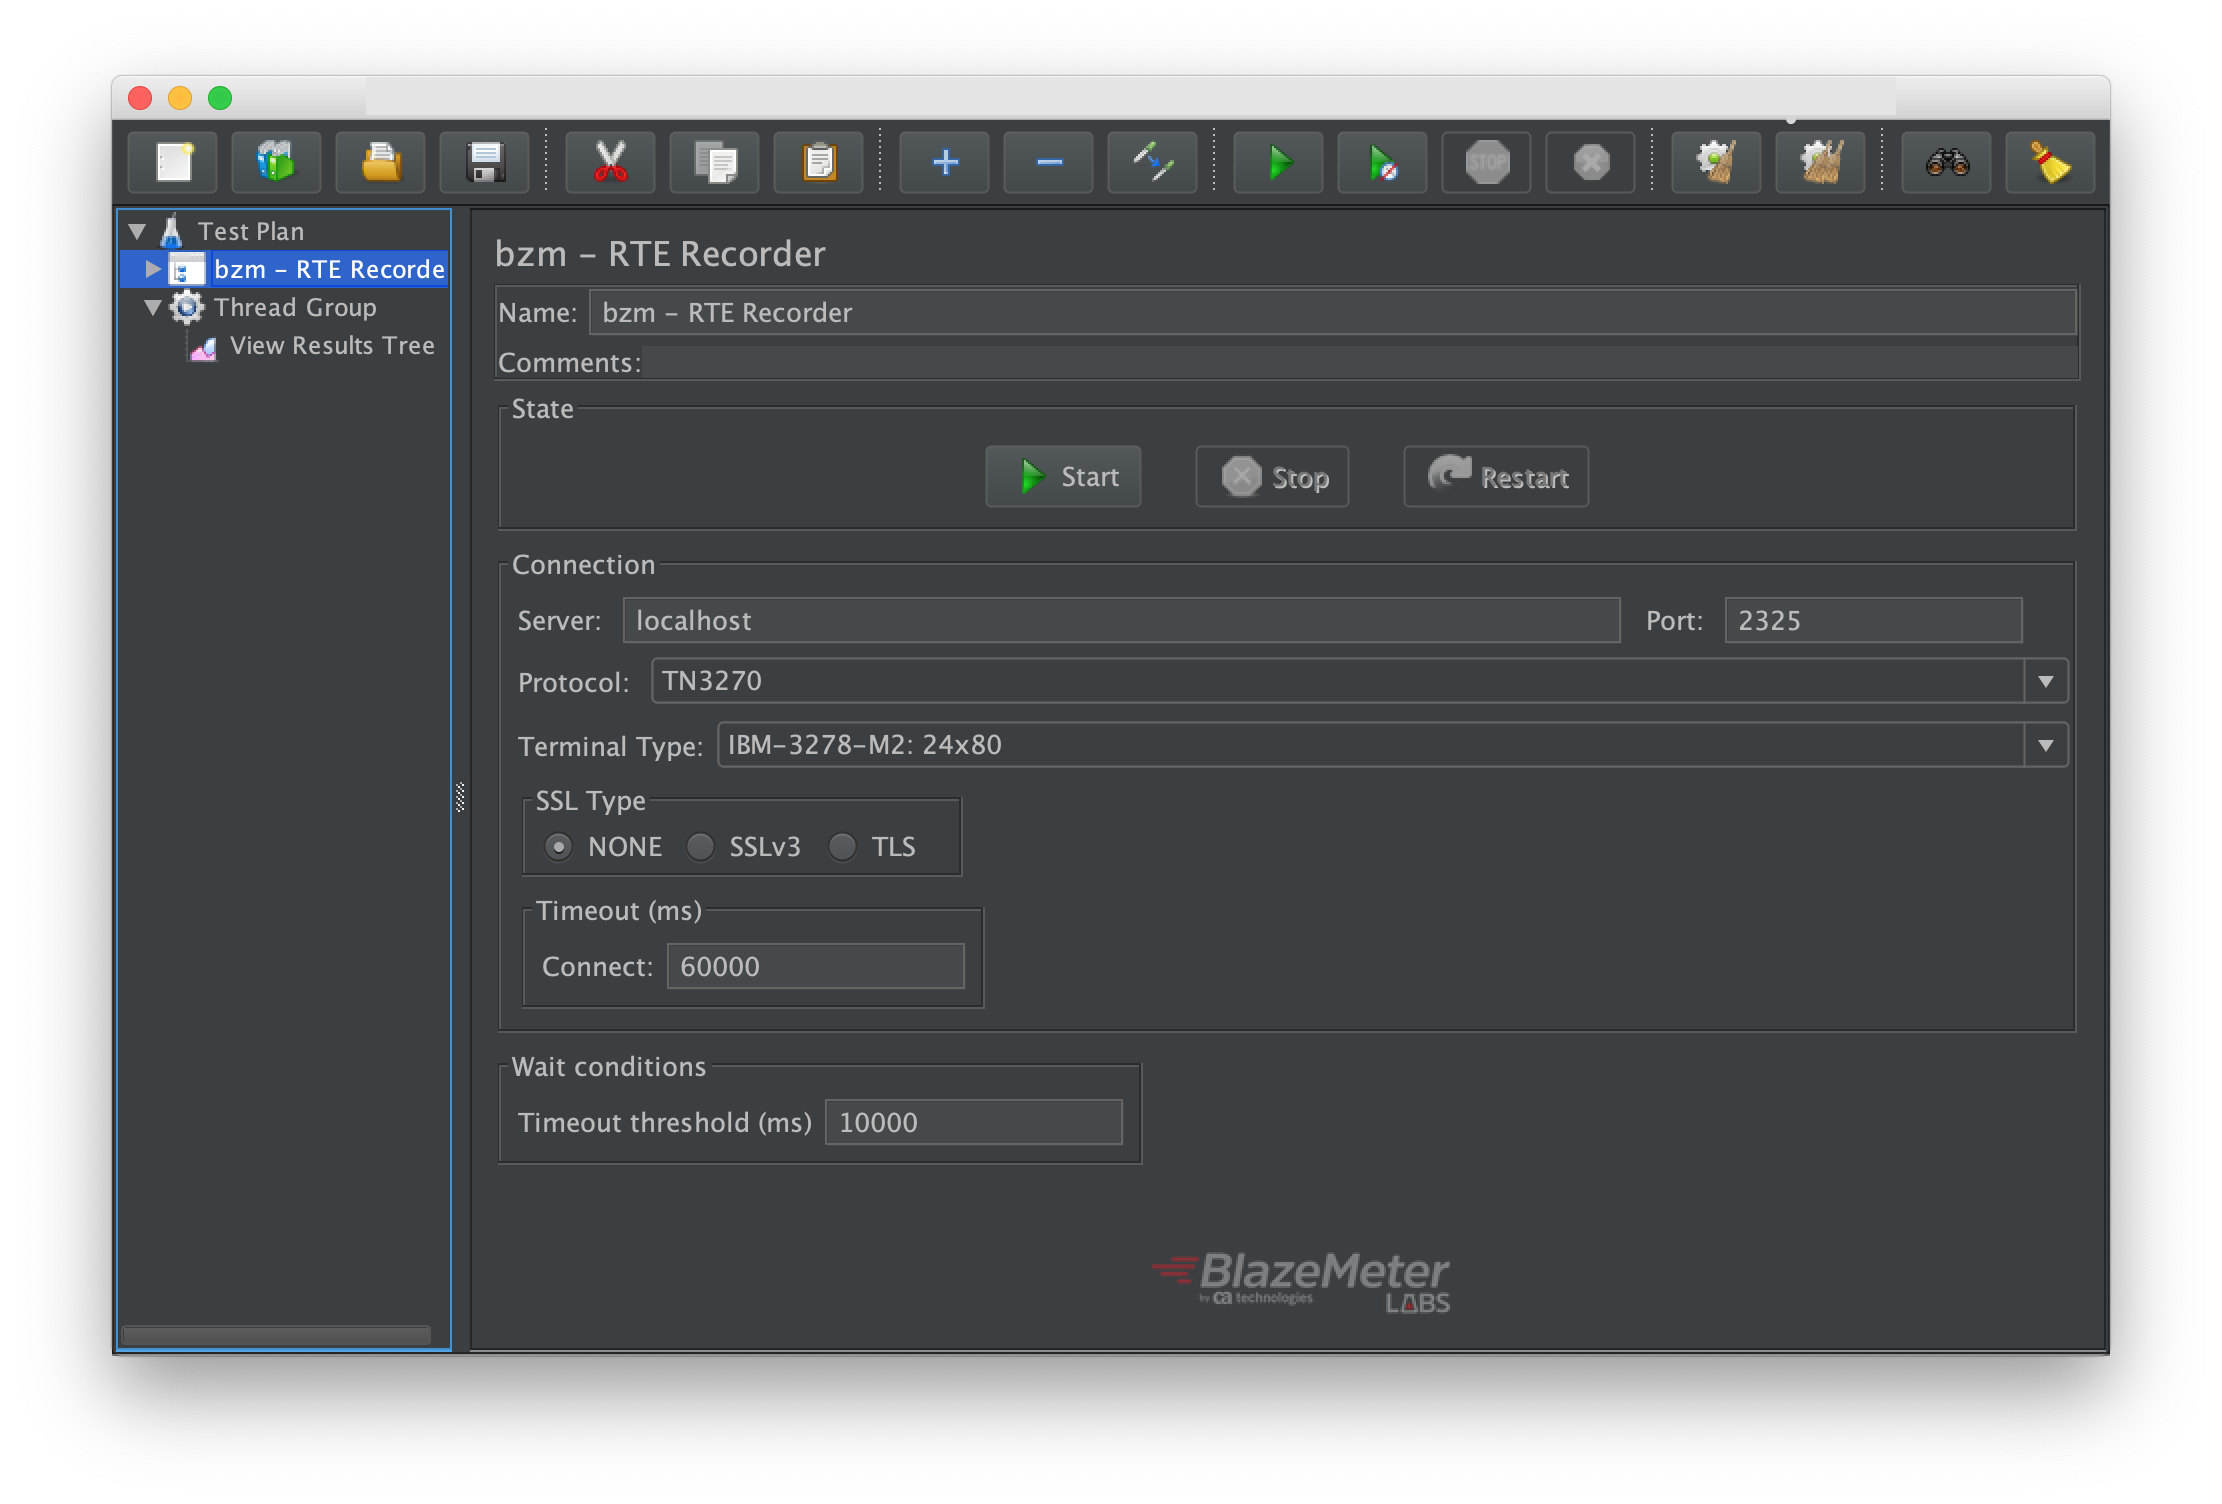 STOP
Test Plan
bzm – RTE Recorde
Thread Group
View Results Tree
bzm – RTE Recorder
Name: bzm – RTE Recorder
Comments:
State
Start Stop Restart
Connection
Server: localhost Port: 2325
Protocol: TN3270
Terminal Type: IBM-3278-M2: 24x80
SSL Type
NONE SSLv3 TLS
Timeout (ms)
Connect: 60000
Wait conditions
Timeout threshold (ms) 10000
BlazeMeter
by ca technologies LABS